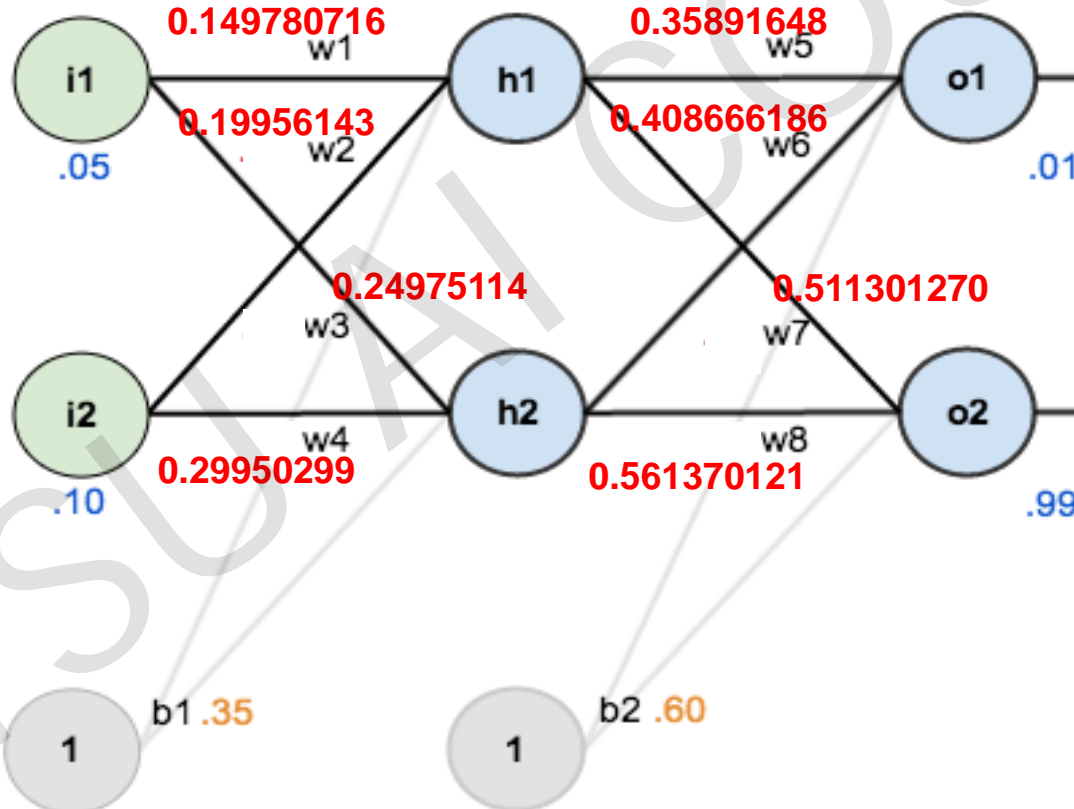 0.149780716 0.35891648
w1 w5
i1 h1 o1
0.19956143 0.408666186
w2 w6
.05 .01
0.24975114 0.511301270
w3 w7
i2 h2 o2
w4 w8
0.29950299 0.561370121
.10 .99
b1 .35 b2 .60
1 1